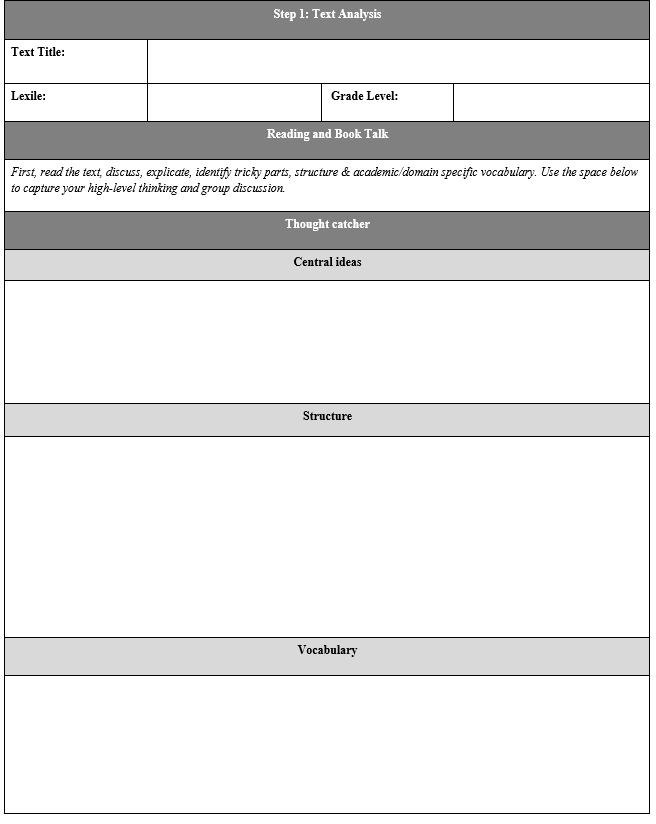 Step 1: Text Analysis
Text Title:
Lexile:
Grade Level:
Reading and Book Talk
First, read the text, discuss, explicate, identify tricky parts, structure & academic/domain specific vocabulary. Use the space below
to capture your high-level thinking and group discussion.
Thought catcher
Central ideas
Structure
Vocabulary